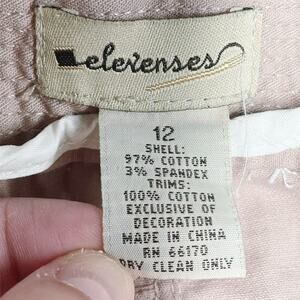 elevenses
12
SHELL:
97% COTTON
3% SPANDEX
TRIMS:
100% COTTON
EXCLUSIVE OF
DECORATION
MADE IN CHINA
RN 66170
DRY CLEAN ONLY